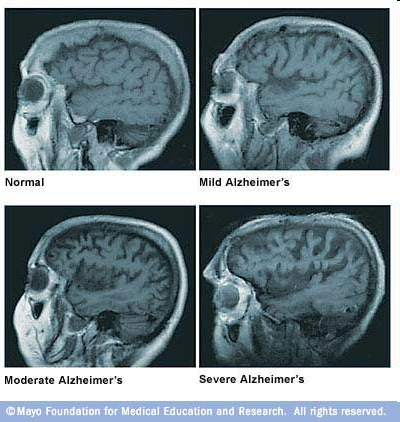 Normal
Mild Alzheimer's
Moderate Alzheimer's
Severe Alzheimer's
© Mayo Foundation for Medical Education and Research. All rights reserved.